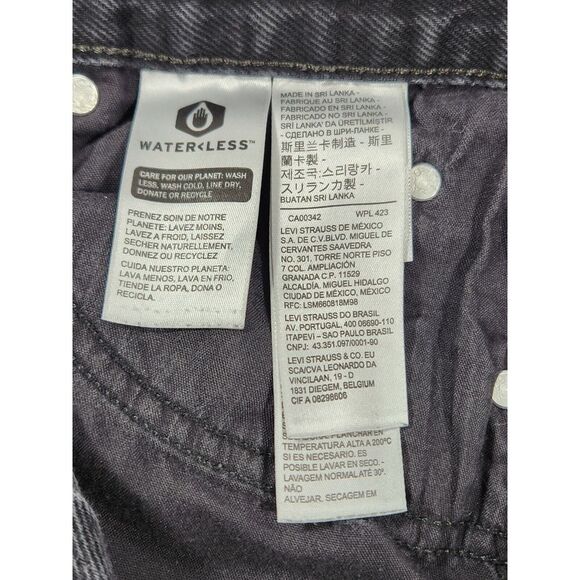 WATER<LESS™
CARE FOR OUR PLANET: WASH
LESS, WASH COLD, LINE DRY,
DONATE OR RECYCLE
PRENEZ SOIN DE NOTRE
PLANETE: LAVEZ MOINS,
LAVEZ A FROID, LAISSEZ
SECHER NATURELLEMENT,
DONNEZ OU RECYCLEZ
CUIDA NUESTRO PLANETA:
LAVA MENOS, LAVA EN FRIO,
TIENDE LA ROPA, DONA O
RECICLA.
MADE IN SRI LANKA -
FABRIQUE AU SRI LANKA -
FABRICADO EN SRI LANKA -
FABRICADO NO SRI LANKA -
SRI LANKA'DA ÜRETİLMİŞTİR
- СДЕЛАНО В ШРИ-ЛАНКЕ -
斯里兰卡制造 - 斯里
蘭卡製 -
제조국:스리랑카 -
スリランカ製 -
BUATAN SRI LANKA
CA00342 WPL 423
LEVI STRAUSS DE MÉXICO
S.A. DE C.V.BLVD. MIGUEL DE
CERVANTES SAAVEDRA
NO. 301, TORRE NORTE PISO
7 COL. AMPLIACIÓN
GRANADA C.P. 11529
ALCALDÍA. MIGUEL HIDALGO
CIUDAD DE MÉXICO, MÉXICO
RFC: LSM660818M98
LEVI STRAUSS DO BRASIL
AV. PORTUGAL, 400 06690-110
ITAPEVI – SAO PAULO
CNPJ: 43.351.097/0001-90
LEVI STRAUSS & CO. EU
SCA/CVA LEONARDO DA
VINCILAAN, 19 - D
1831 DIEGEM, BELGIUM
CIF A 08298606
PLANCHAR EN
TEMPERATURA ALTA A 200ºC
SI ES NECESARIO. ES
POSIBLE LAVAR EN SECO.-
LAVAGEM NORMAL ATÉ 30º.
NÃO
ALVEJAR. SECAGEM EM